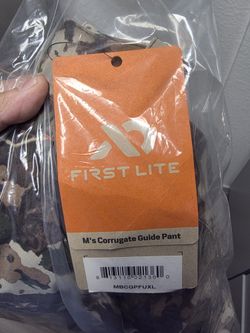 FIRST LITE
M's Corrugate Guide Pant
MBCGPFUXL